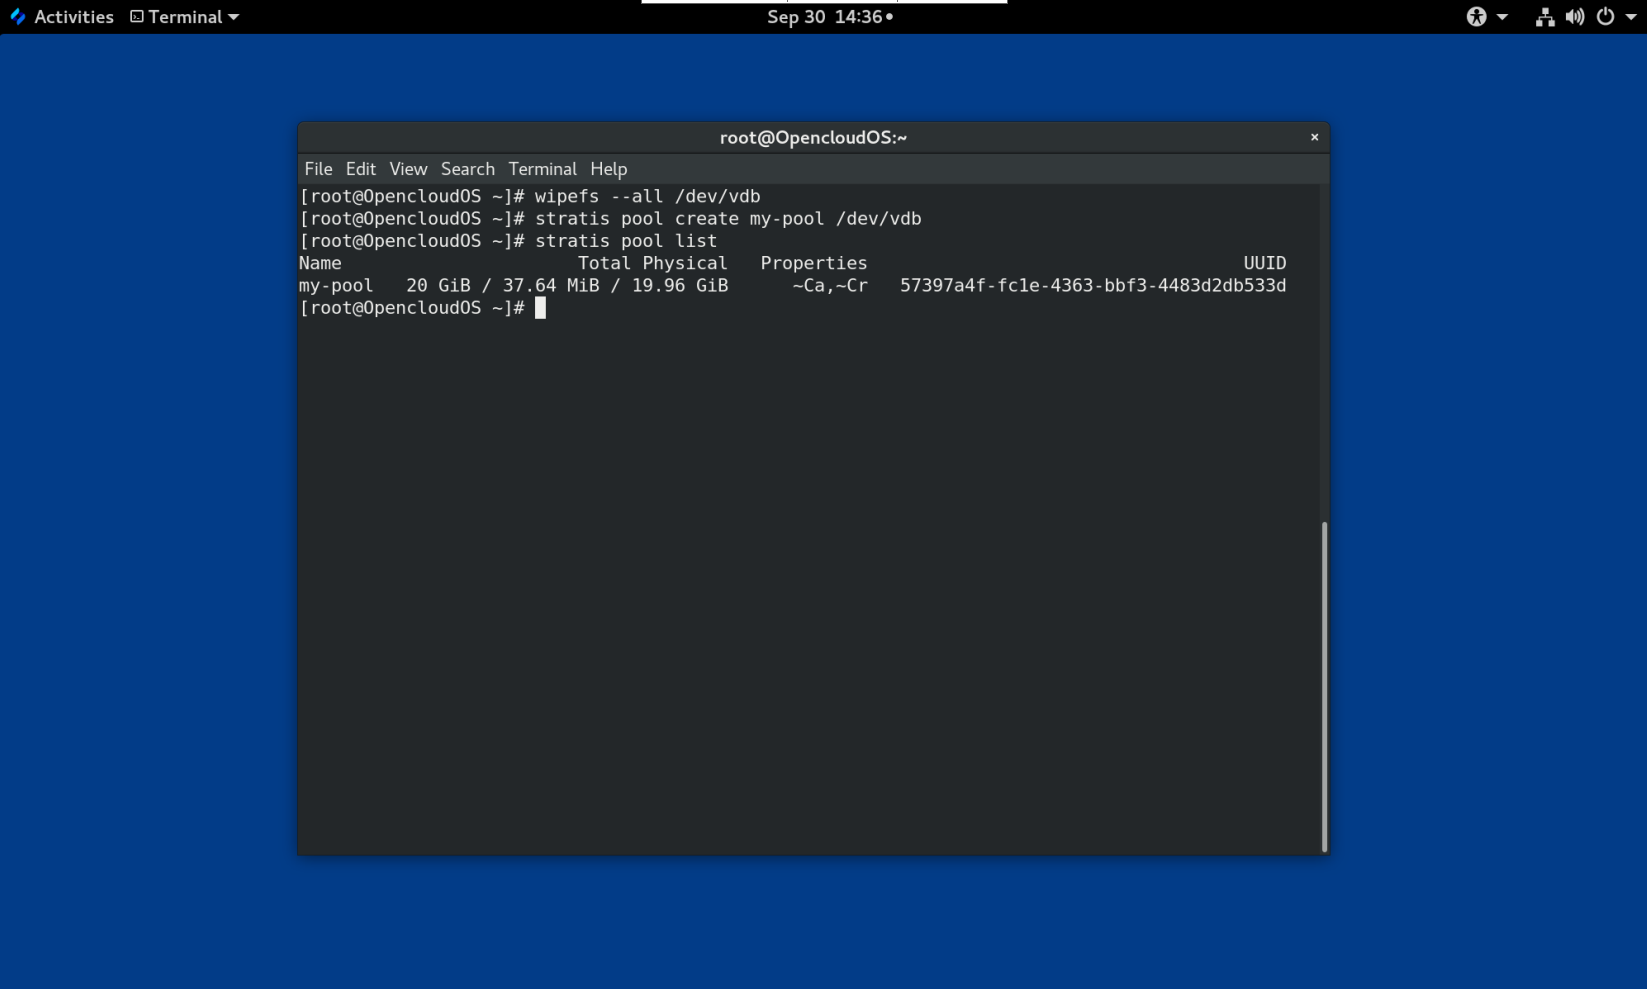 Activities Terminal Sep 30 14:36
root@OpencloudOS:~ ×
File Edit View Search Terminal Help
[root@OpencloudOS ~]# wipefs --all /dev/vdb
[root@OpencloudOS ~]# stratis pool create my-pool /dev/vdb
[root@OpencloudOS ~]# stratis pool list
Name                      Total Physical   Properties                                   UUID
my-pool   20 GiB / 37.64 MiB / 19.96 GiB      ~Ca,~Cr   57397a4f-fc1e-4363-bbf3-4483d2db533d
[root@OpencloudOS ~]#